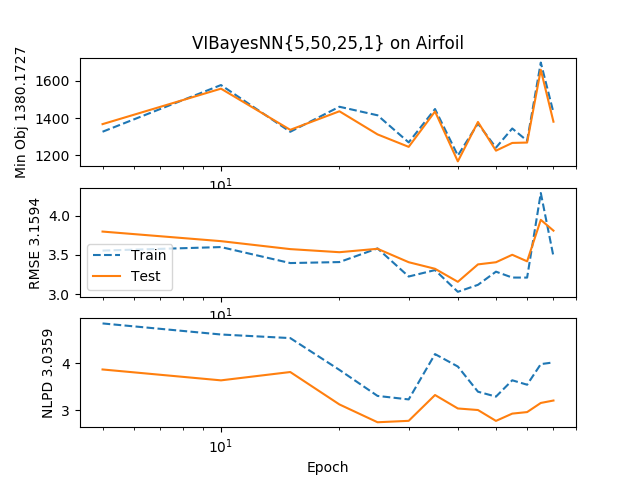 VIBayesNN{5,50,25,1} on Airfoil
Min Obj 1380.1727
1600
1400
1200
10^1
RMSE 3.1594
4.0
3.5
3.0
Train
Test
10^1
NLPD 3.0359
4
3
10^1
Epoch